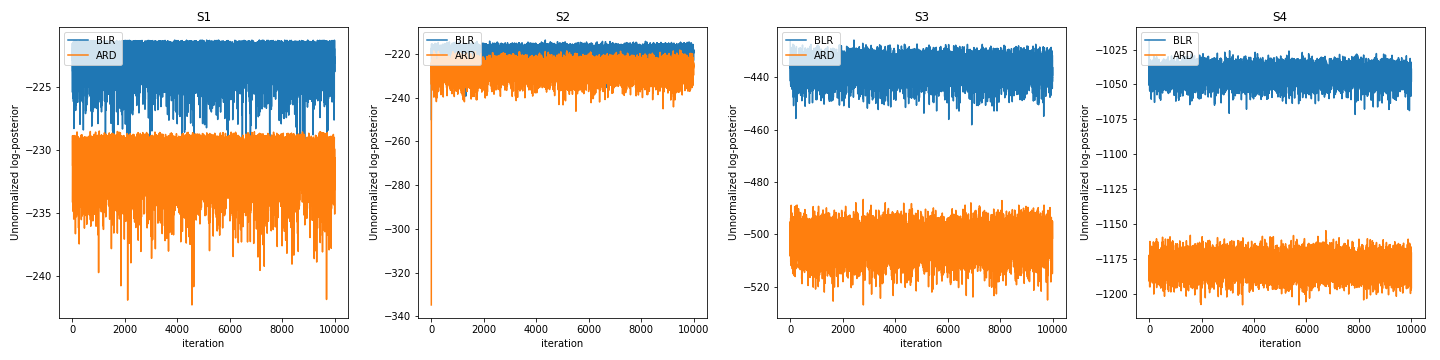 S1
BLR
ARD
Unnormalized log-posterior
−225
−230
−235
−240
0
2000
4000
6000
8000
10000
iteration
S2
BLR
ARD
Unnormalized log-posterior
−220
−240
−260
−280
−300
−320
−340
0
2000
4000
6000
8000
10000
iteration
S3
BLR
ARD
Unnormalized log-posterior
−440
−460
−480
−500
−520
0
2000
4000
6000
8000
10000
iteration
S4
BLR
ARD
Unnormalized log-posterior
−1025
−1050
−1075
−1100
−1125
−1150
−1175
−1200
0
2000
4000
6000
8000
10000
iteration